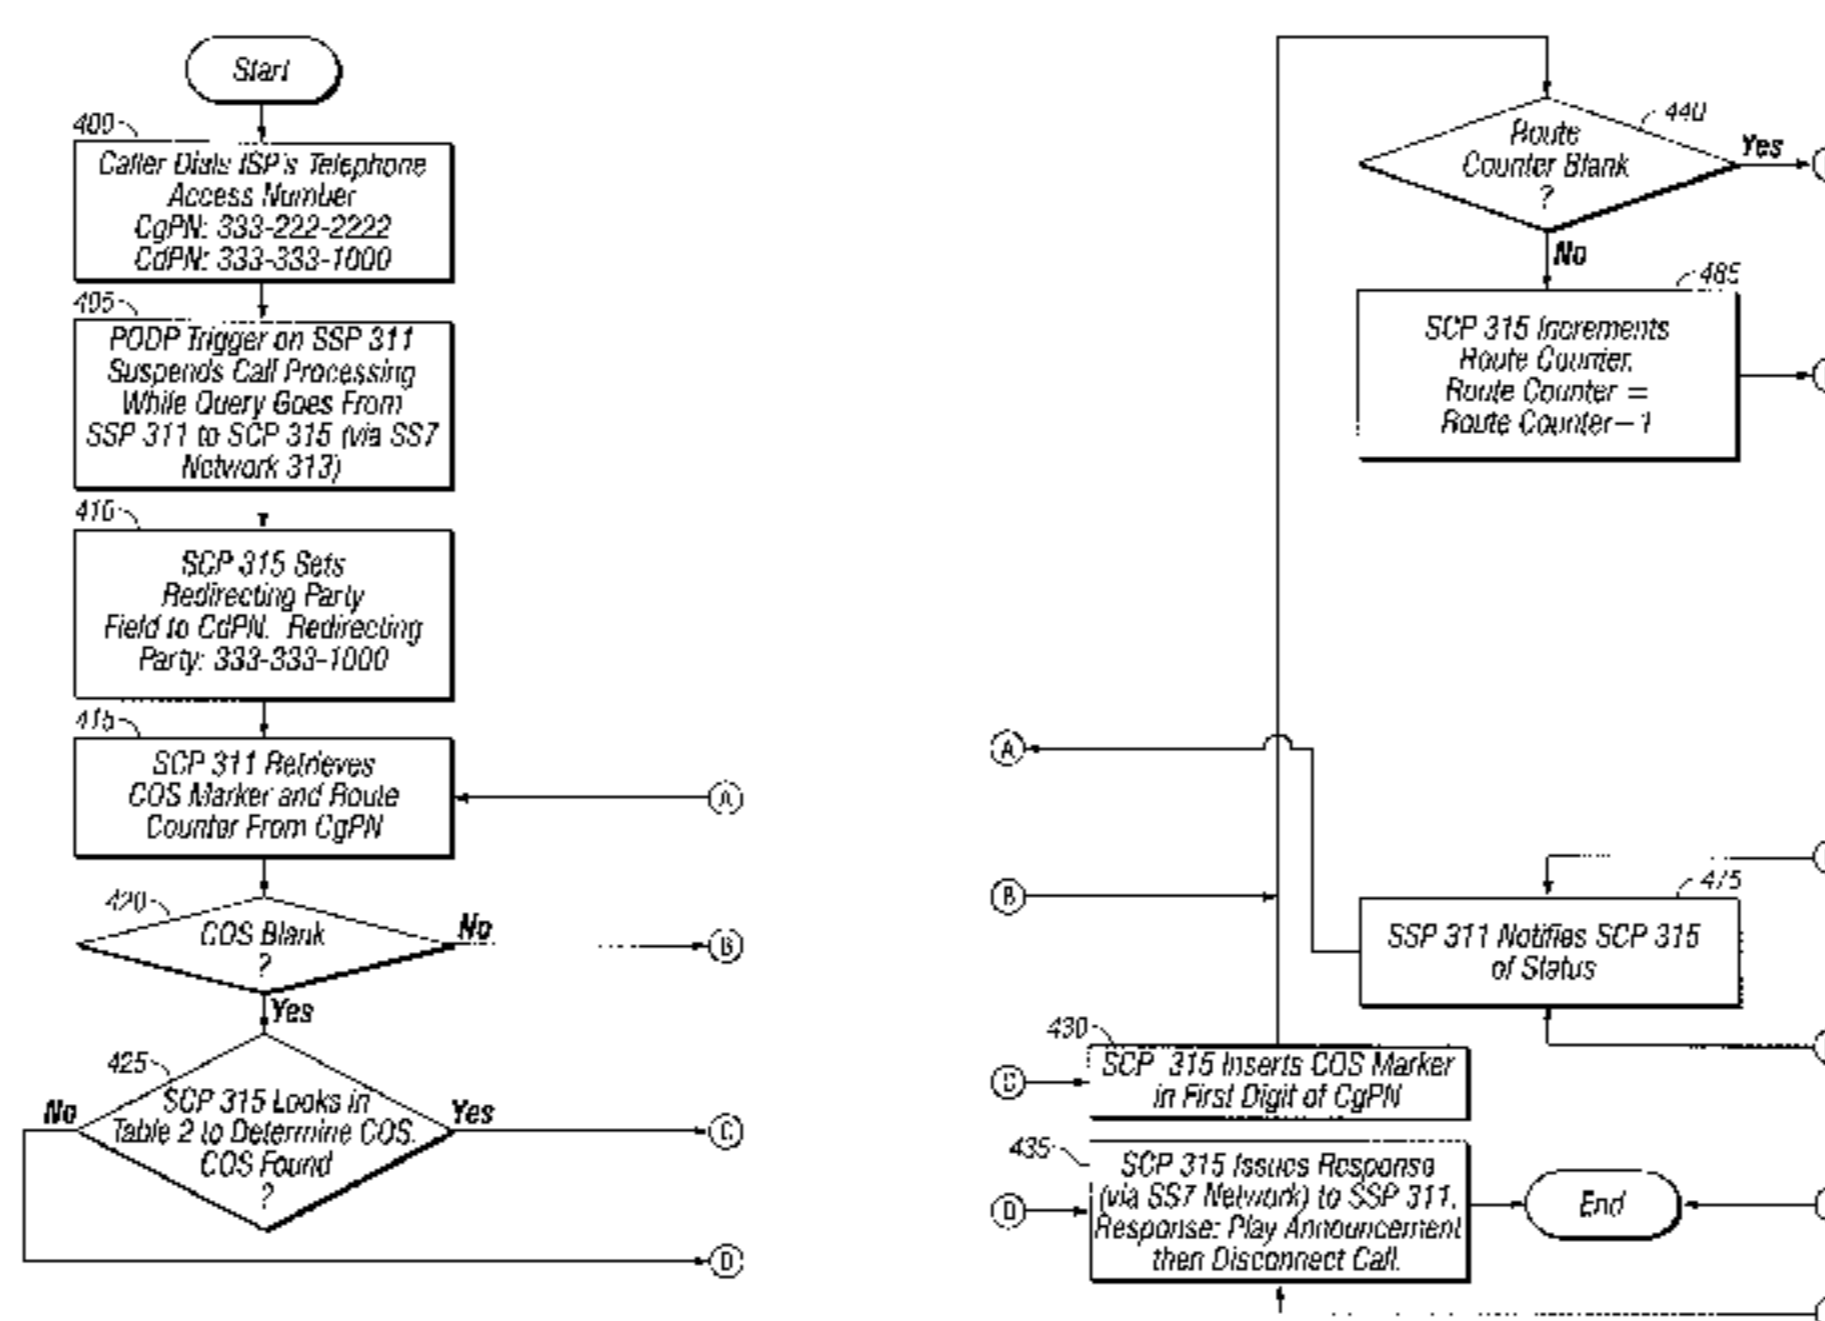 Start
400
Caller Dials ISP's Telephone
Access Number
CgPN: 333-222-2222
CdPN: 333-333-1000
405
PODP Trigger on SSP 311
Suspends Call Processing
While Query Goes From
SSP 311 to SCP 315 (via SS7
Network 313)
410
SCP 315 Sets
Redirecting Party
Field to CdPN. Redirecting
Party: 333-333-1000
415
SCP 311 Retrieves
COS Marker and Route
Counter From CgPN
A
420
COS Blank
?
No
B
Yes
425
SCP 315 Looks in
Table 2 to Determine COS.
COS Found
?
No
Yes
C
D
440
Route
Counter Blank
?
Yes
No
485
SCP 315 Increments
Route Counter.
Route Counter =
Route Counter–1
A
B
475
SSP 311 Notifies SCP 315
of Status
430
C
SCP 315 Inserts COS Marker
in First Digit of CgPN
435
D
SCP 315 Issues Response
(via SS7 Network) to SSP 311.
Response: Play Announcement
then Disconnect Call.
End